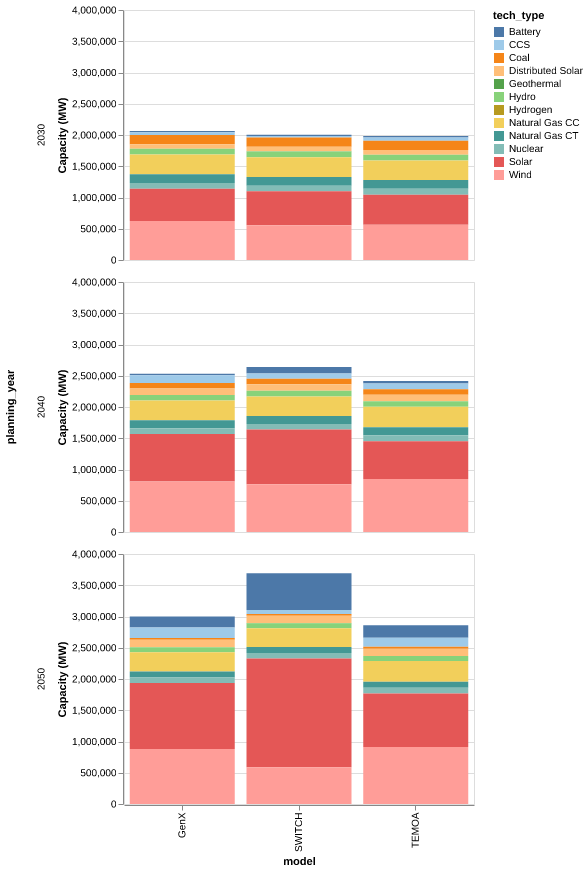 tech_type
Battery
CCS
Coal
Distributed Solar
Geothermal
Hydro
Hydrogen
Natural Gas CC
Natural Gas CT
Nuclear
Solar
Wind
planning_year
2030
Capacity (MW)
4,000,000
3,500,000
3,000,000
2,500,000
2,000,000
1,500,000
1,000,000
500,000
0
2040
Capacity (MW)
4,000,000
3,500,000
3,000,000
2,500,000
2,000,000
1,500,000
1,000,000
500,000
0
2050
Capacity (MW)
4,000,000
3,500,000
3,000,000
2,500,000
2,000,000
1,500,000
1,000,000
500,000
0
GenX
SWITCH
TEMOA
model